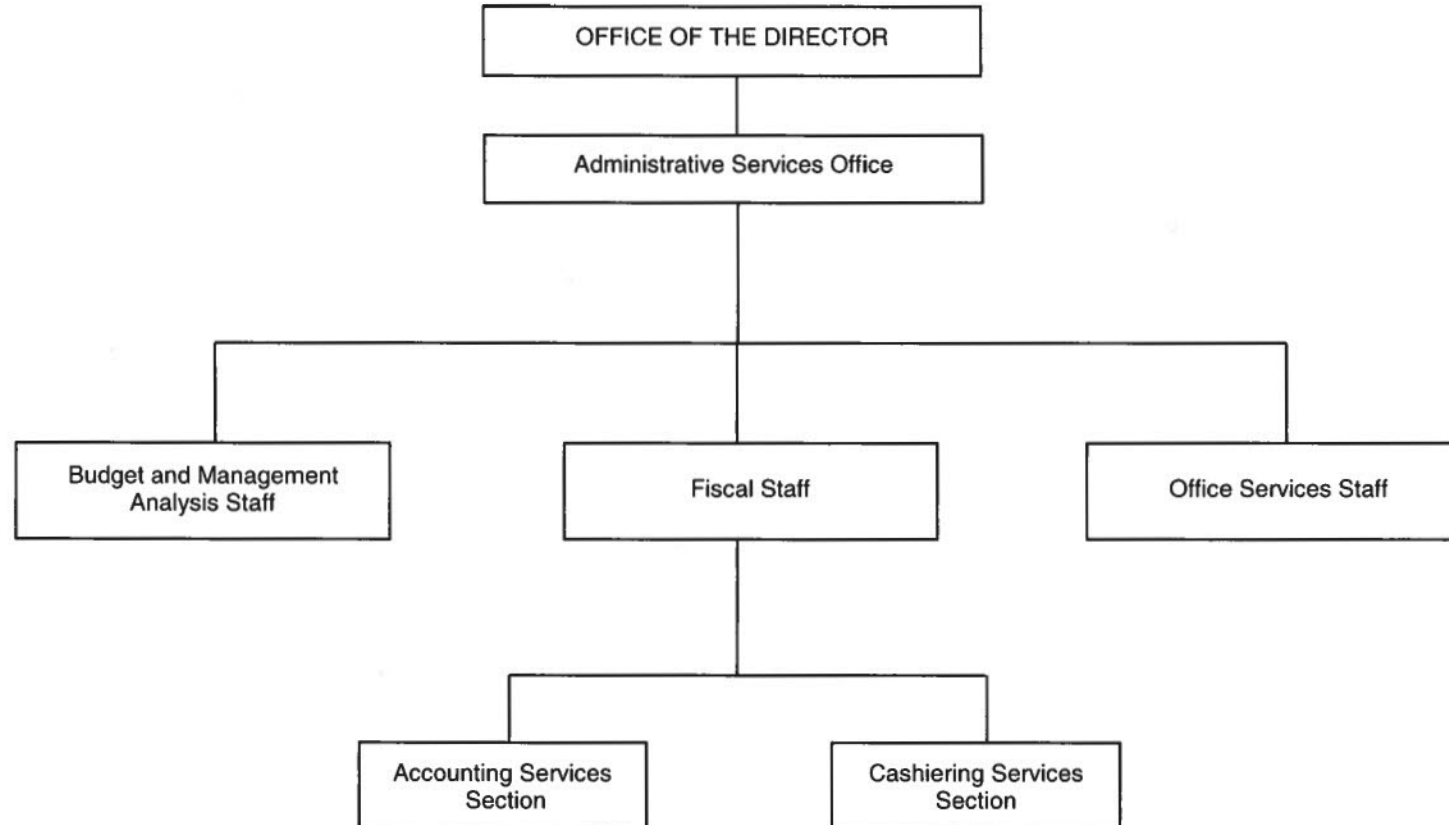 OFFICE OF THE DIRECTOR
Administrative Services Office
Budget and Management
Analysis Staff
Fiscal Staff
Office Services Staff
Accounting Services
Section
Cashiering Services
Section